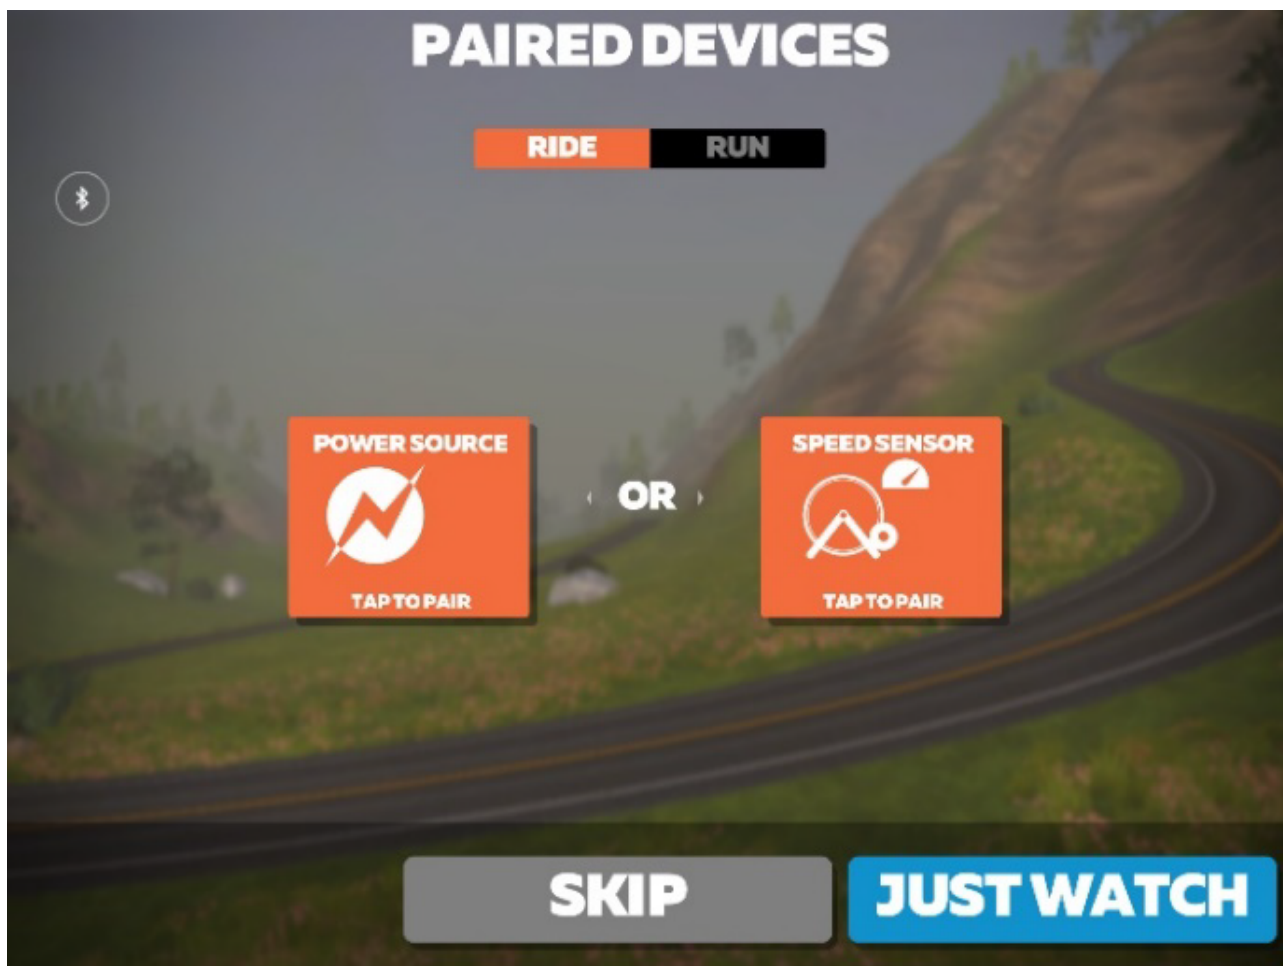 PAIRED DEVICES
RIDE RUN
POWER SOURCE
TAP TO PAIR
OR
SPEED SENSOR
TAP TO PAIR
SKIP
JUST WATCH